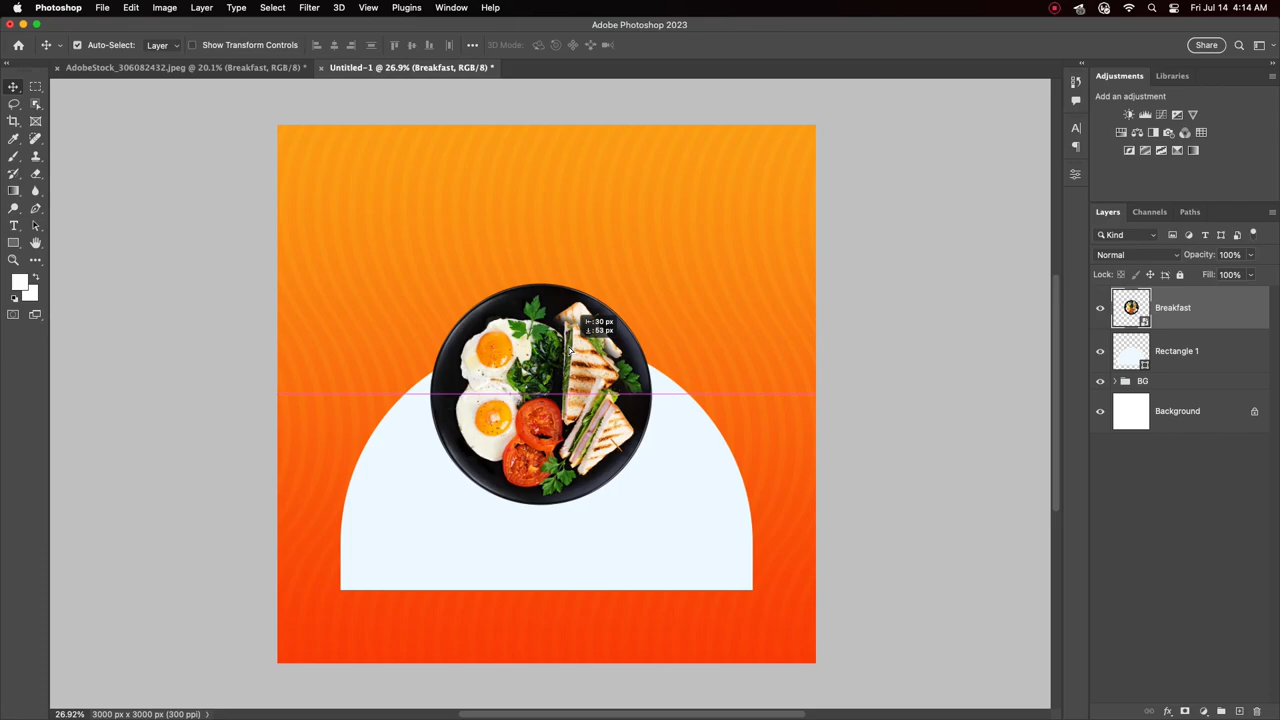 Photoshop File Edit Image Layer Type Select Filter 3D View Plugins Window Help Fri Jul 14 4:14 AM
Adobe Photoshop 2023
Auto-Select: Layer Show Transform Controls 3D Mode: Share
AdobeStock_306082432.jpeg @ 20.1% (Breakfast, RGB/8) * Untitled-1 @ 26.9% (Breakfast, RGB/8) *
Adjustments Libraries
Add an adjustment
Layers Channels Paths
Kind
Normal Opacity: 100%
Lock: Fill: 100%
Breakfast
Rectangle 1
BG
Background
30 px
53 px
26.92% 3000 px x 3000 px (300 ppi)